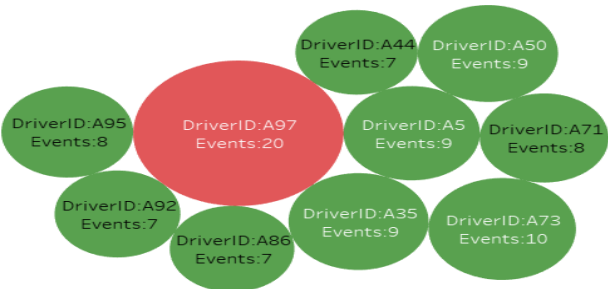 DriverID:A44
Events:7
DriverID:A50
Events:9
DriverID:A95
Events:8
DriverID:A97
Events:20
DriverID:A5
Events:9
DriverID:A71
Events:8
DriverID:A92
Events:7
DriverID:A86
Events:7
DriverID:A35
Events:9
DriverID:A73
Events:10